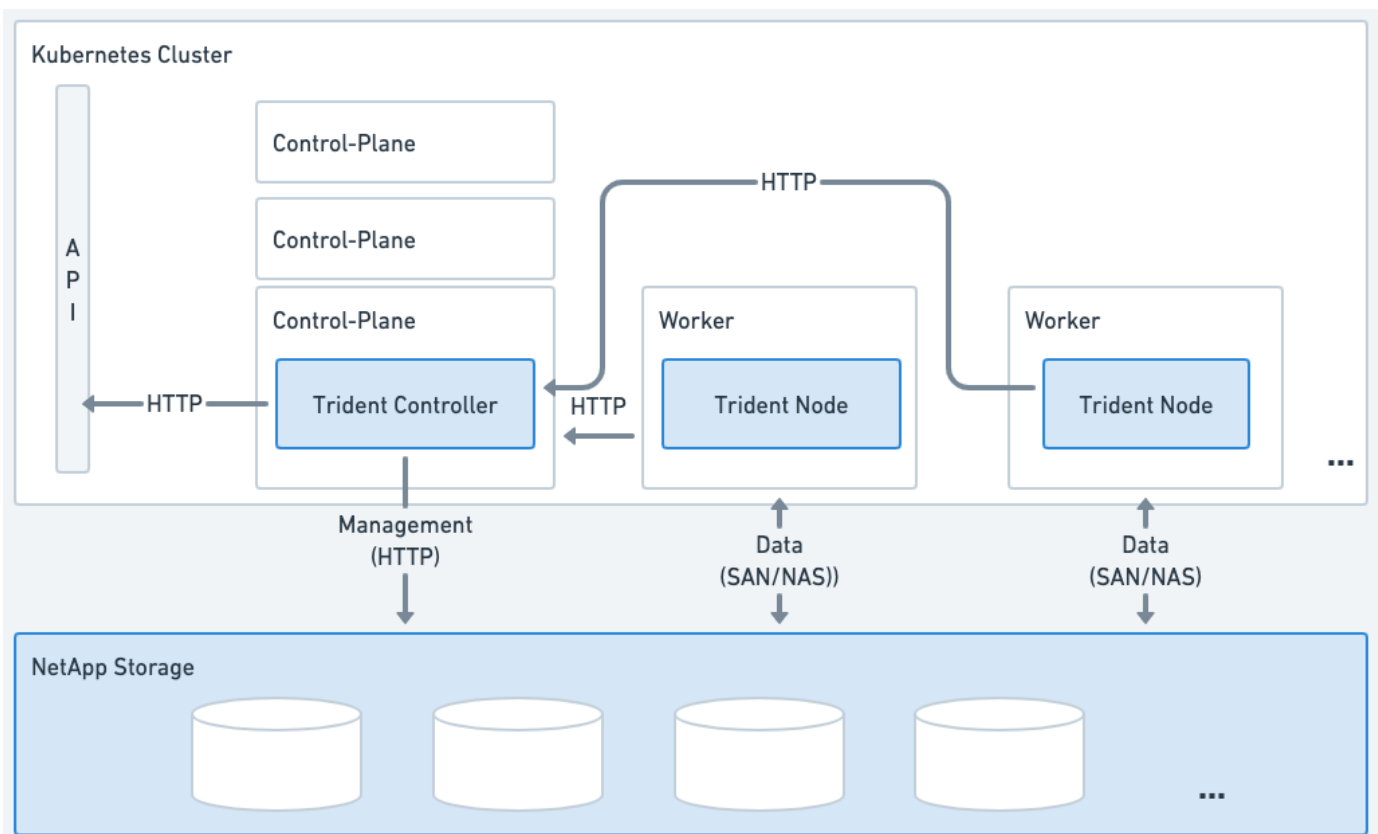 Kubernetes Cluster
A
P
I
Control-Plane
Control-Plane
Control-Plane
Trident Controller
HTTP
HTTP
HTTP
Worker
Trident Node
Worker
Trident Node
...
Management
(HTTP)
Data
(SAN/NAS))
Data
(SAN/NAS)
NetApp Storage
...